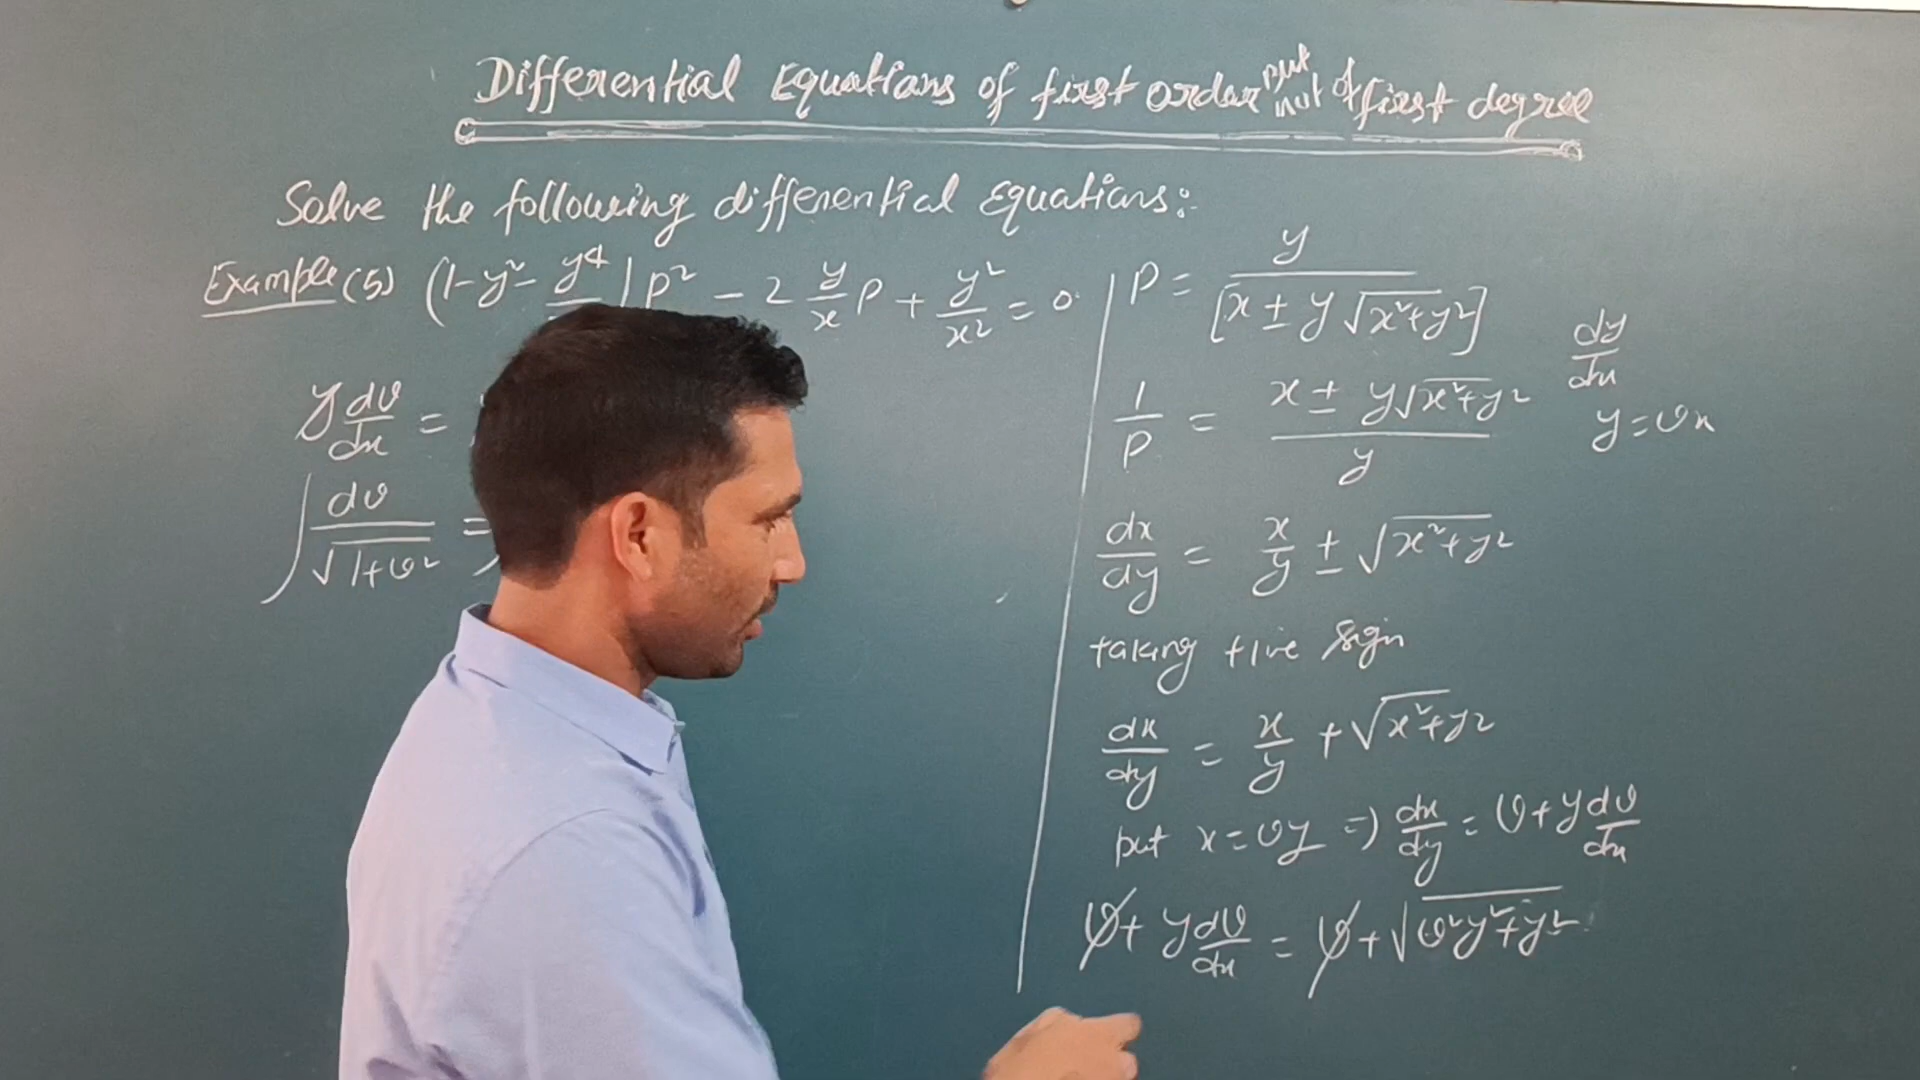 Differential Equations of first order but not of first degree
Solve the following differential Equations:
Example (5) (1-y²- y⁴/ ) p² - 2 y/x p + y²/x² = 0
y dv/dx =
∫ dv/√1+v² =
p = y/[x ± y √x²+y²]
1/p = x ± y√x²+y² / y
dy/dx
y = vx
dx/dy = x/y ± √x²+y²
taking +ive sign
dx/dy = x/y + √x²+y²
put x = vy => dx/dy = v + y dv/dx
v + y dv/dx = v + √v²y²+y²